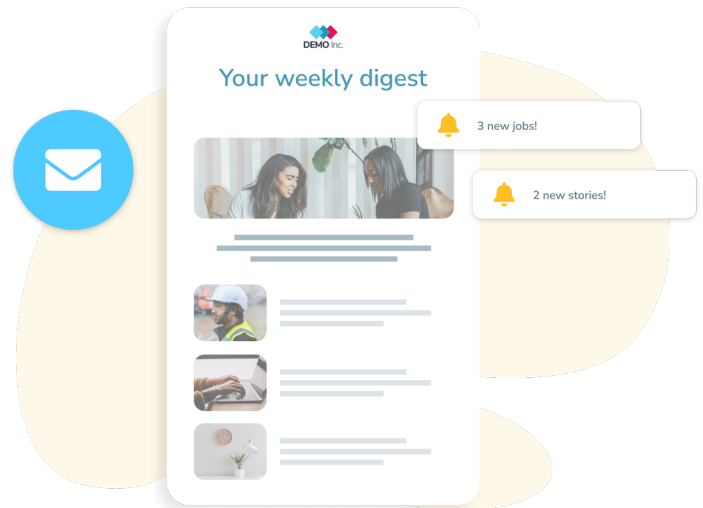 DEMO Inc.
Your weekly digest
3 new jobs!
2 new stories!